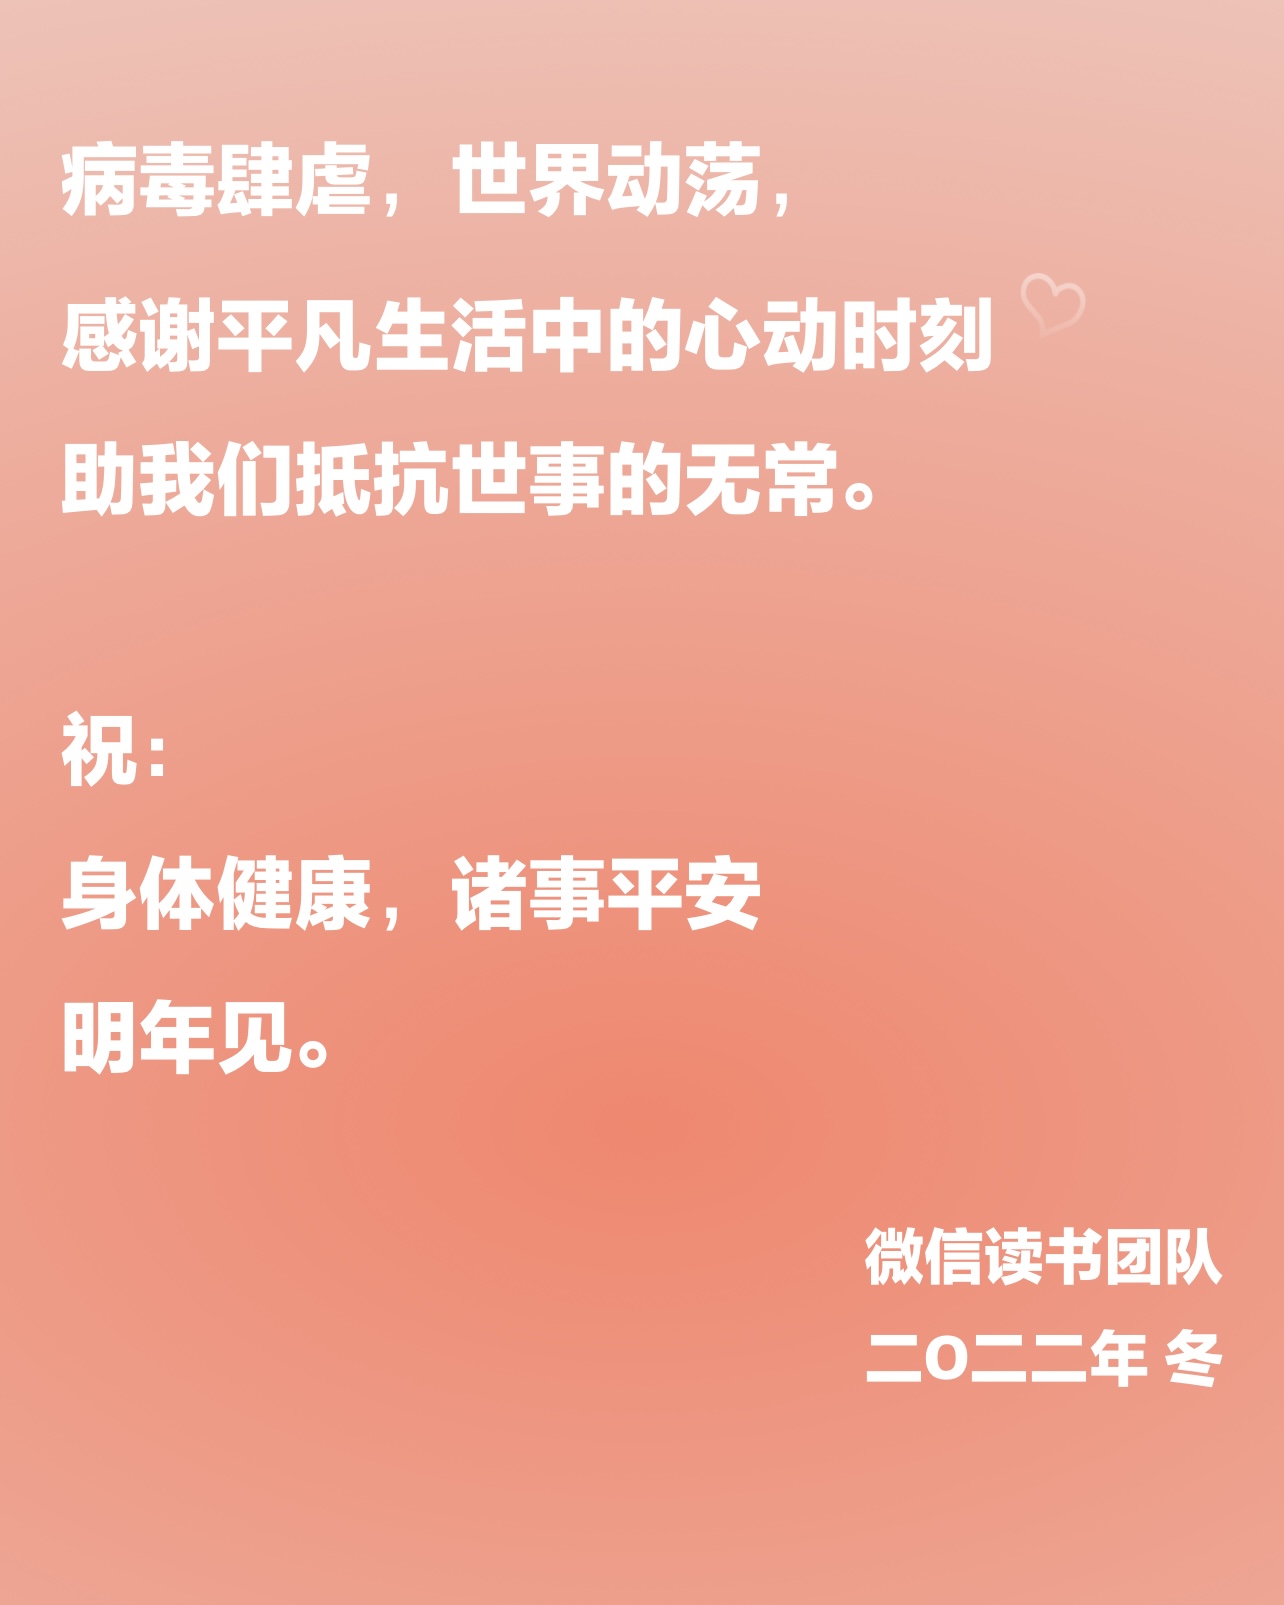 病毒肆虐，世界动荡，
感谢平凡生活中的心动时刻
助我们抵抗世事的无常。
祝：
身体健康，诸事平安
明年见。
微信读书团队
二〇二二年 冬